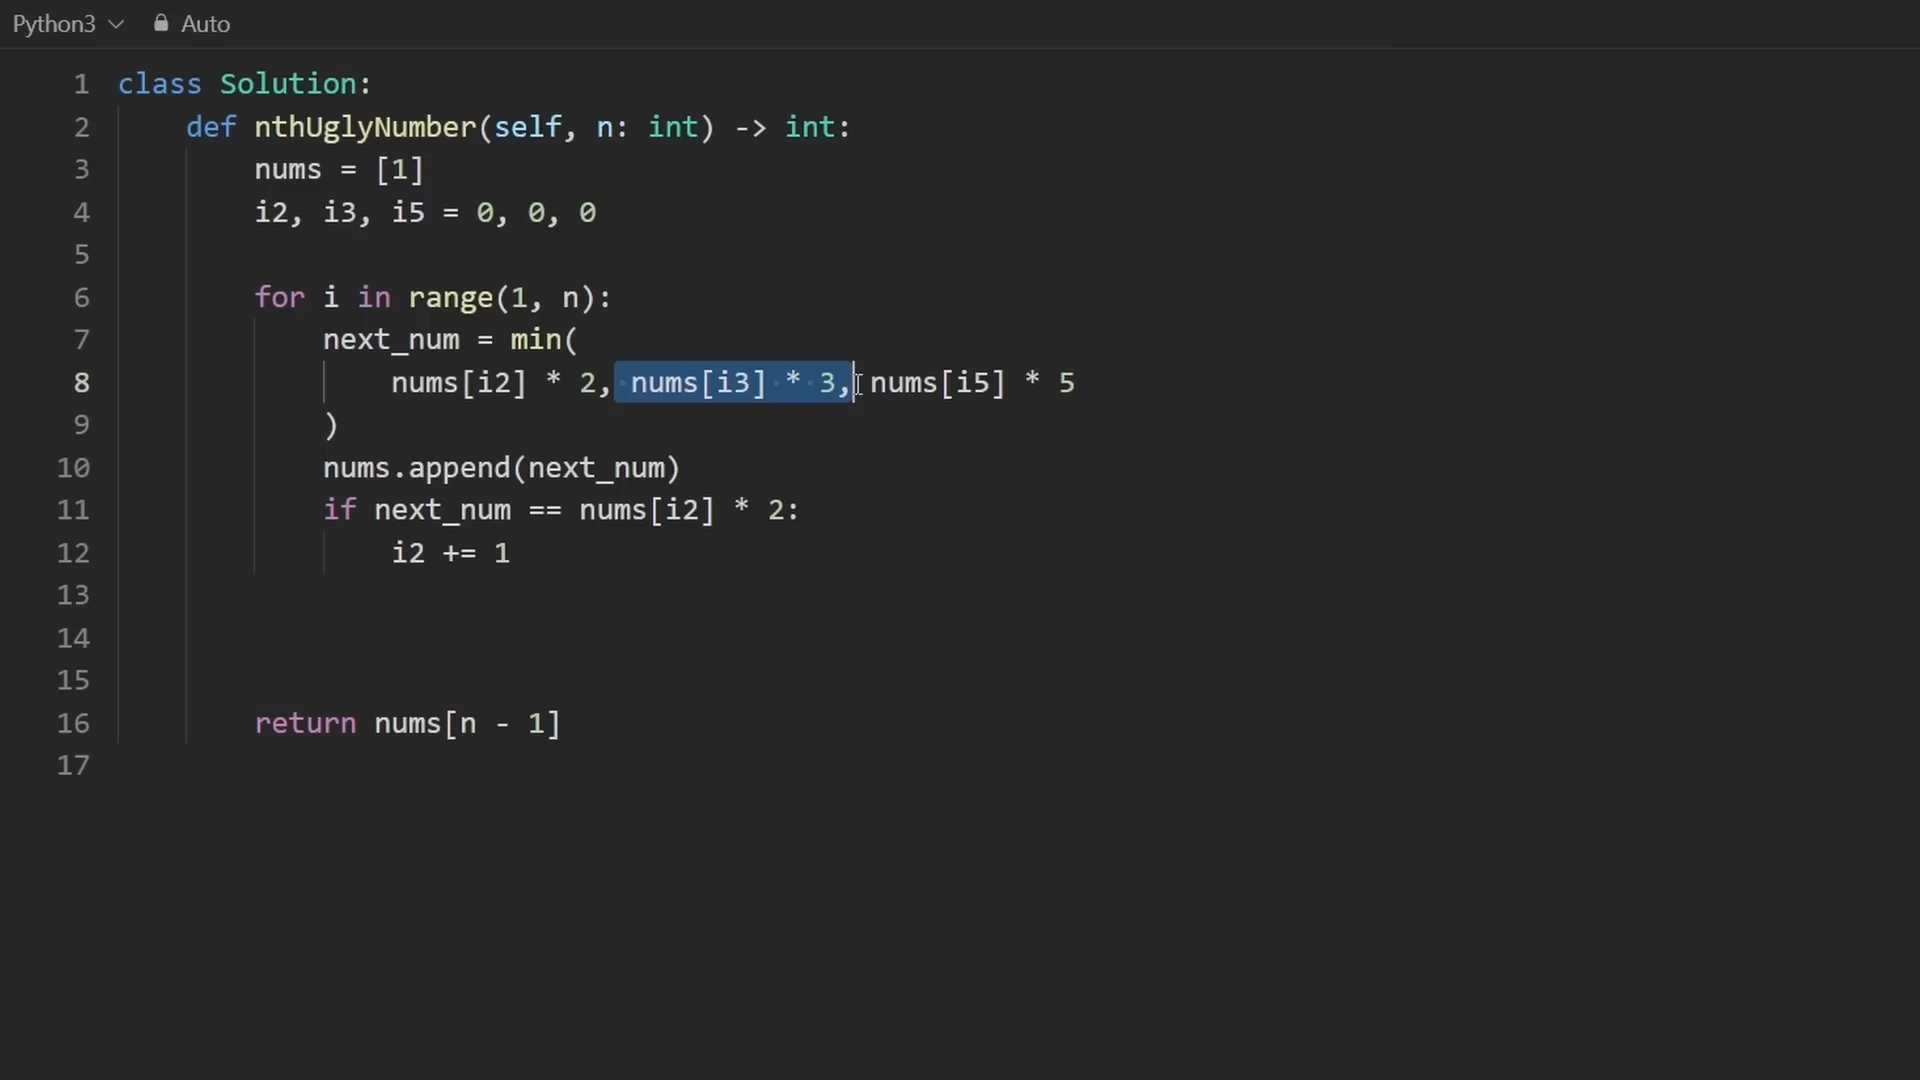 Python3 Auto
1 class Solution:
2 def nthUglyNumber(self, n: int) -> int:
3 nums = [1]
4 i2, i3, i5 = 0, 0, 0
5
6 for i in range(1, n):
7 next_num = min(
8 nums[i2] * 2, nums[i3] * 3, nums[i5] * 5
9 )
10 nums.append(next_num)
11 if next_num == nums[i2] * 2:
12 i2 += 1
13
14
15
16 return nums[n - 1]
17